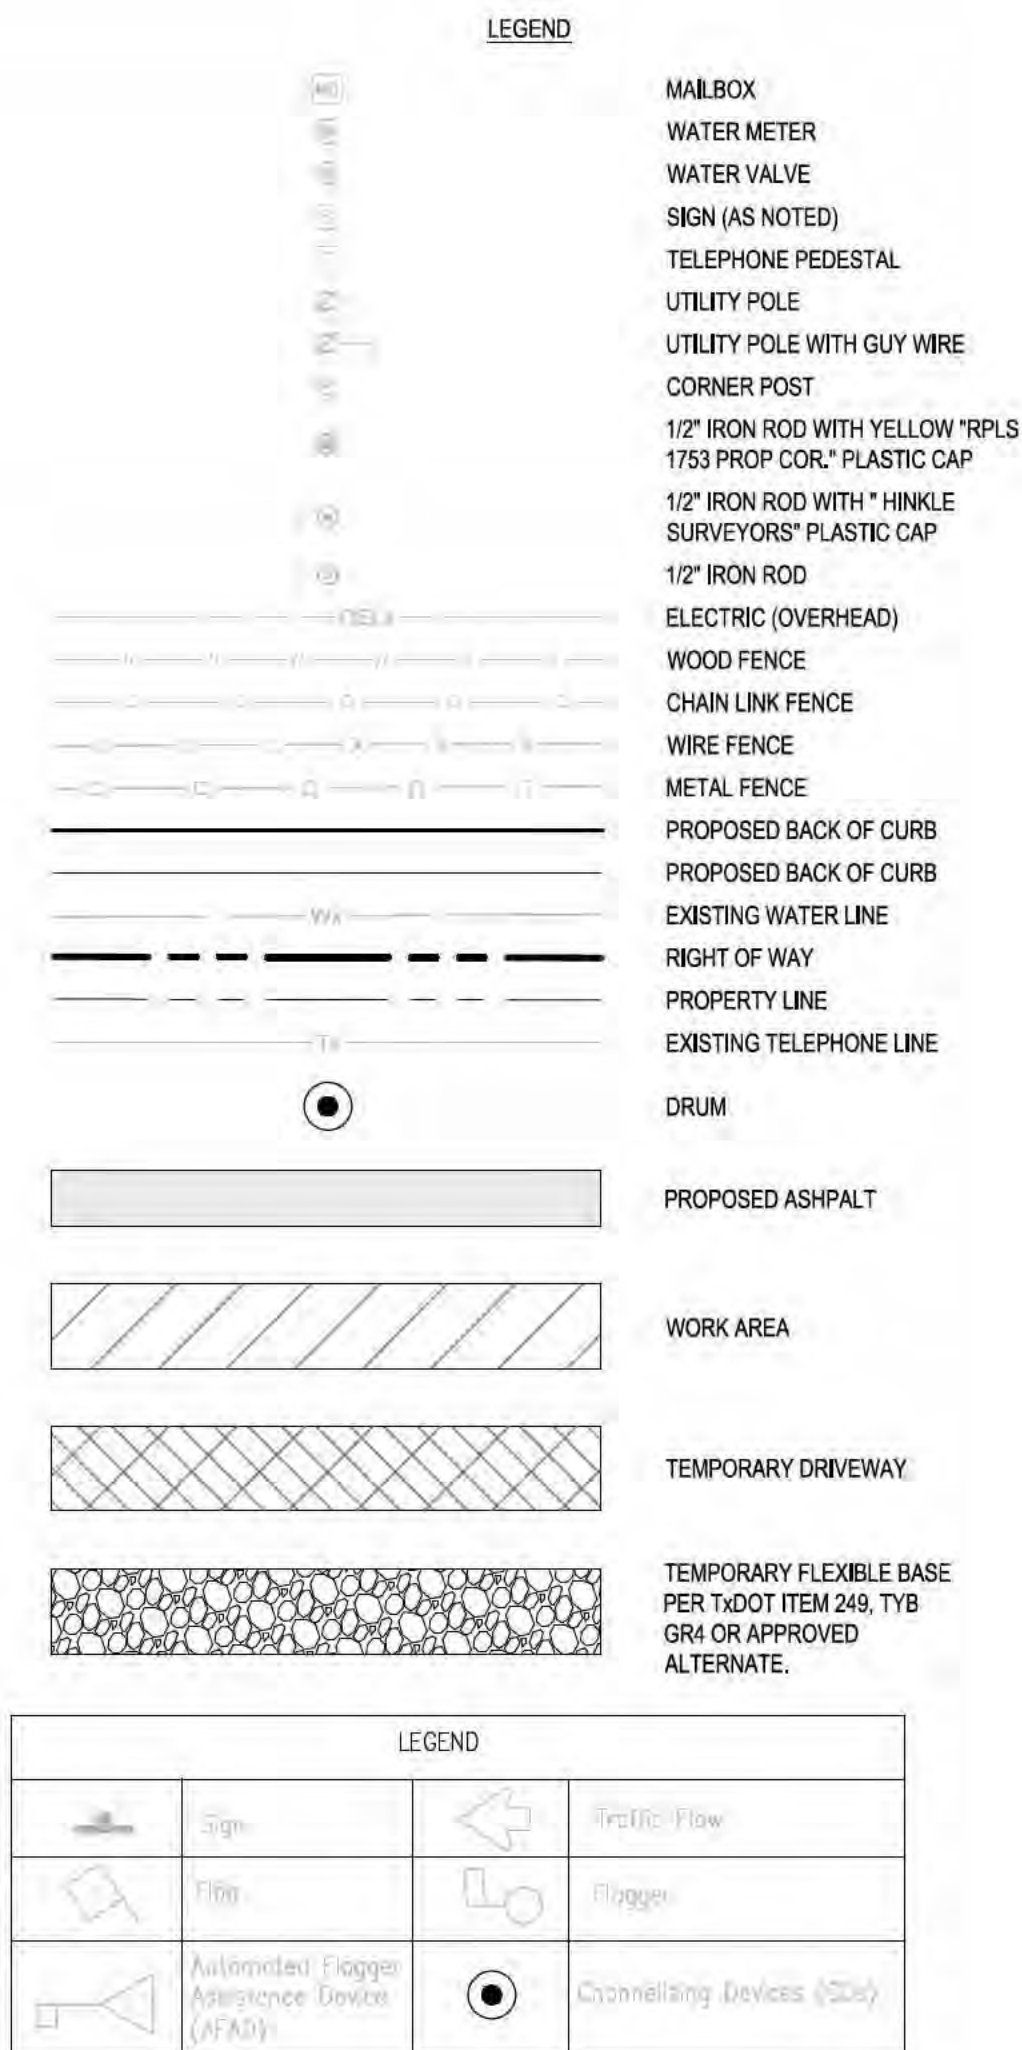 LEGEND
MAILBOX
WATER METER
WATER VALVE
SIGN (AS NOTED)
TELEPHONE PEDESTAL
UTILITY POLE
UTILITY POLE WITH GUY WIRE
CORNER POST
1/2" IRON ROD WITH YELLOW "RPLS
1753 PROP COR." PLASTIC CAP
1/2" IRON ROD WITH " HINKLE
SURVEYORS" PLASTIC CAP
1/2" IRON ROD
ELECTRIC (OVERHEAD)
WOOD FENCE
CHAIN LINK FENCE
WIRE FENCE
METAL FENCE
PROPOSED BACK OF CURB
PROPOSED BACK OF CURB
WX EXISTING WATER LINE
RIGHT OF WAY
PROPERTY LINE
EXISTING TELEPHONE LINE
DRUM
PROPOSED ASHPALT
WORK AREA
TEMPORARY DRIVEWAY
TEMPORARY FLEXIBLE BASE
PER TxDOT ITEM 249, TYB
GR4 OR APPROVED
ALTERNATE.
LEGEND
Sign
Traffic Flow
Flag
Flagger
Automated Flagger
Assistance Device
(AFAD)
Channelizing Devices (CDs)